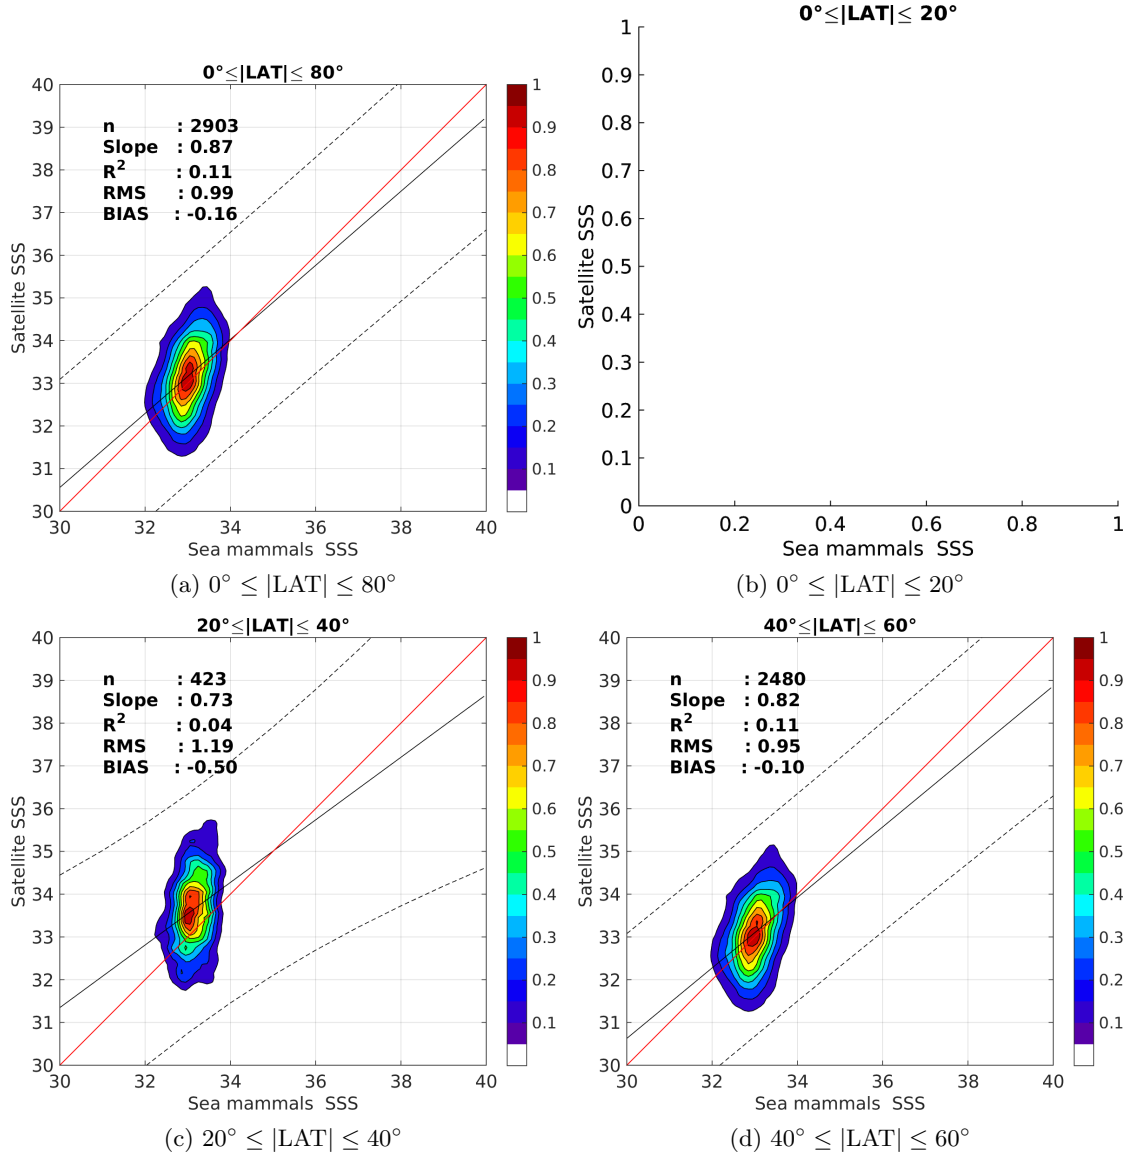 0°≤|LAT|≤ 80°
n : 2903
Slope : 0.87
R² : 0.11
RMS : 0.99
BIAS : -0.16
40
39
38
37
36
35
34
33
32
31
30
30 32 34 36 38 40
Satellite SSS
Sea mammals SSS
1
0.9
0.8
0.7
0.6
0.5
0.4
0.3
0.2
0.1
(a) 0° ≤ |LAT| ≤ 80°
0°≤|LAT|≤ 20°
1
0.9
0.8
0.7
0.6
0.5
0.4
0.3
0.2
0.1
0
0 0.2 0.4 0.6 0.8 1
Satellite SSS
Sea mammals SSS
(b) 0° ≤ |LAT| ≤ 20°
20°≤|LAT|≤ 40°
n : 423
Slope : 0.73
R² : 0.04
RMS : 1.19
BIAS : -0.50
40
39
38
37
36
35
34
33
32
31
30
30 32 34 36 38 40
Satellite SSS
Sea mammals SSS
1
0.9
0.8
0.7
0.6
0.5
0.4
0.3
0.2
0.1
(c) 20° ≤ |LAT| ≤ 40°
40°≤|LAT|≤ 60°
n : 2480
Slope : 0.82
R² : 0.11
RMS : 0.95
BIAS : -0.10
40
39
38
37
36
35
34
33
32
31
30
30 32 34 36 38 40
Satellite SSS
Sea mammals SSS
1
0.9
0.8
0.7
0.6
0.5
0.4
0.3
0.2
0.1
(d) 40° ≤ |LAT| ≤ 60°